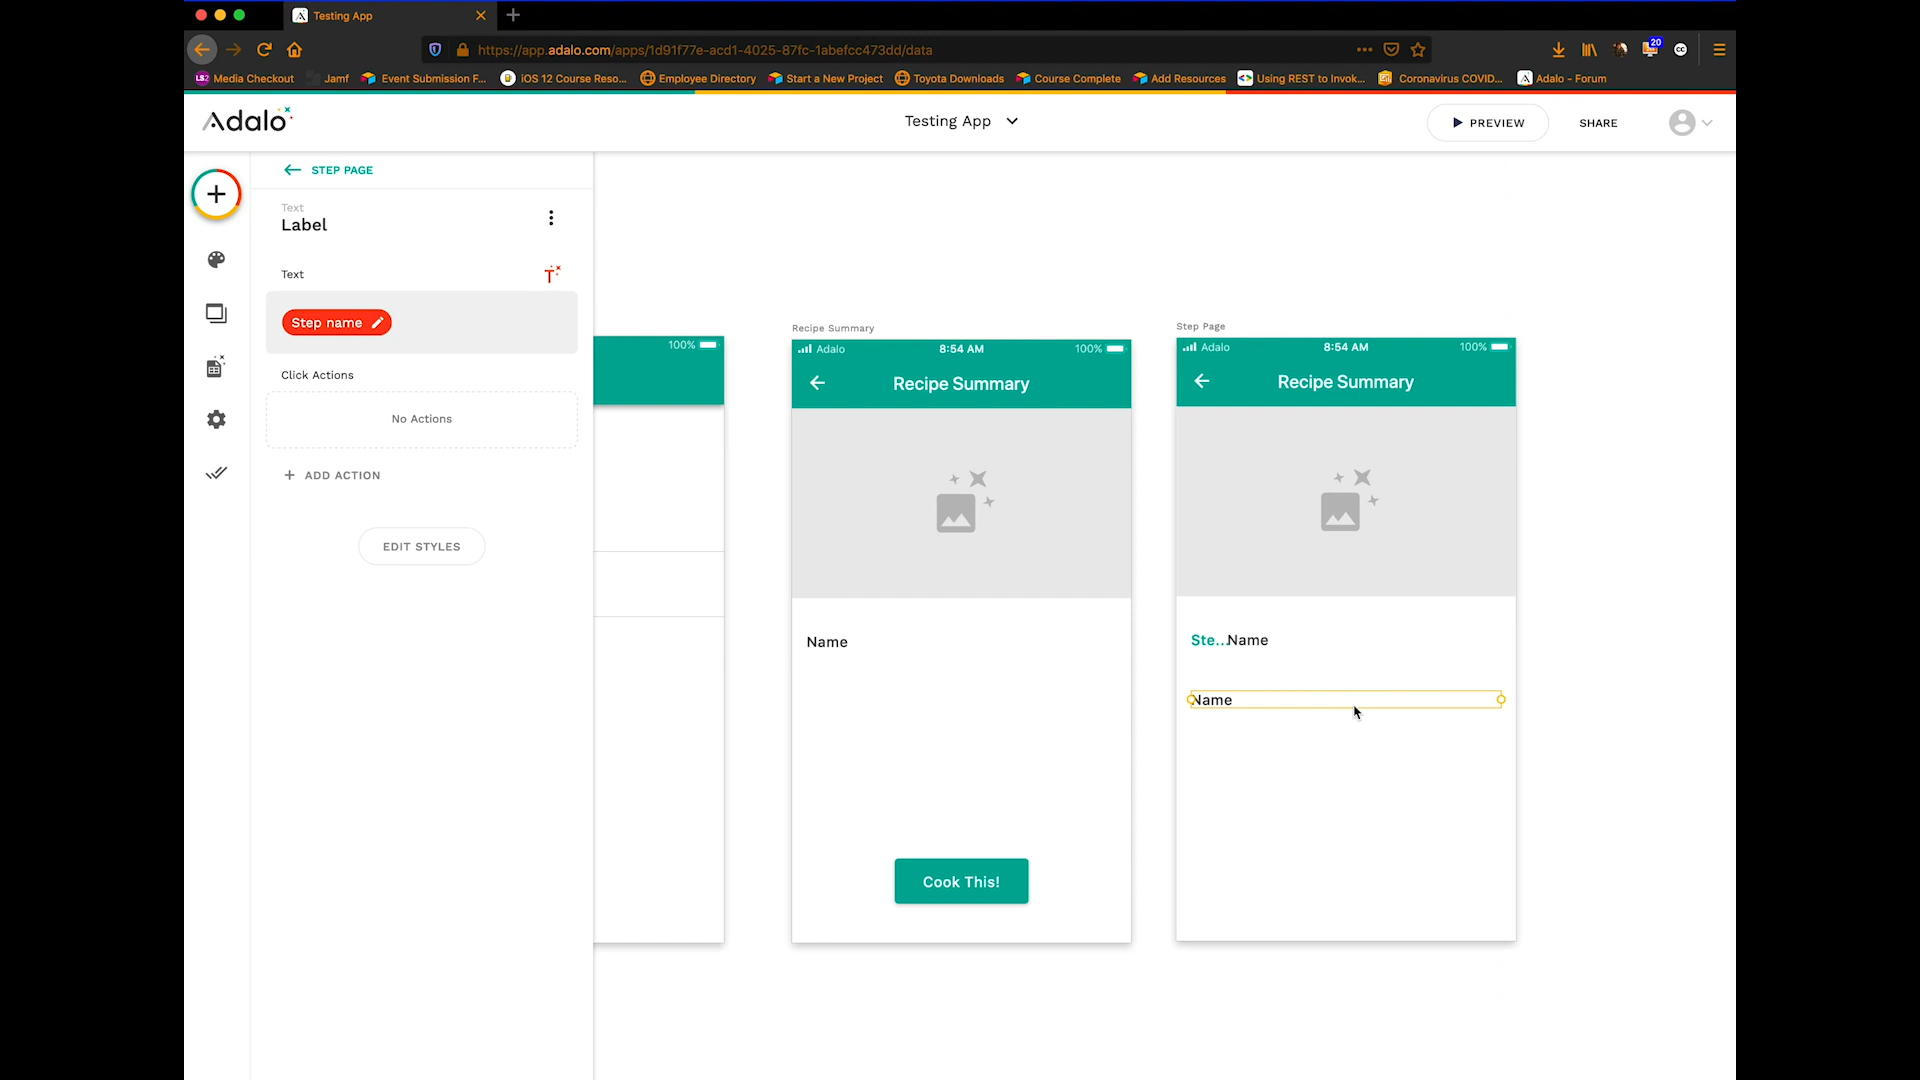 Testing App
https://app.adalo.com/apps/1d91f77e-acd1-4025-87fc-1abefcc473dd/data
20
CC
Media Checkout
Jamf
Event Submission F...
iOS 12 Course Reso...
Employee Directory
Start a New Project
Toyota Downloads
Course Complete
Add Resources
Using REST to Invok...
Coronavirus COVID...
Adalo - Forum
Adalo
Testing App
PREVIEW
SHARE
STEP PAGE
Text
Label
Text
T
Step name
Click Actions
No Actions
ADD ACTION
EDIT STYLES
100%
Recipe Summary
Adalo
8:54 AM
100%
Recipe Summary
Name
Cook This!
Step Page
Adalo
8:54 AM
100%
Recipe Summary
Ste...Name
Name